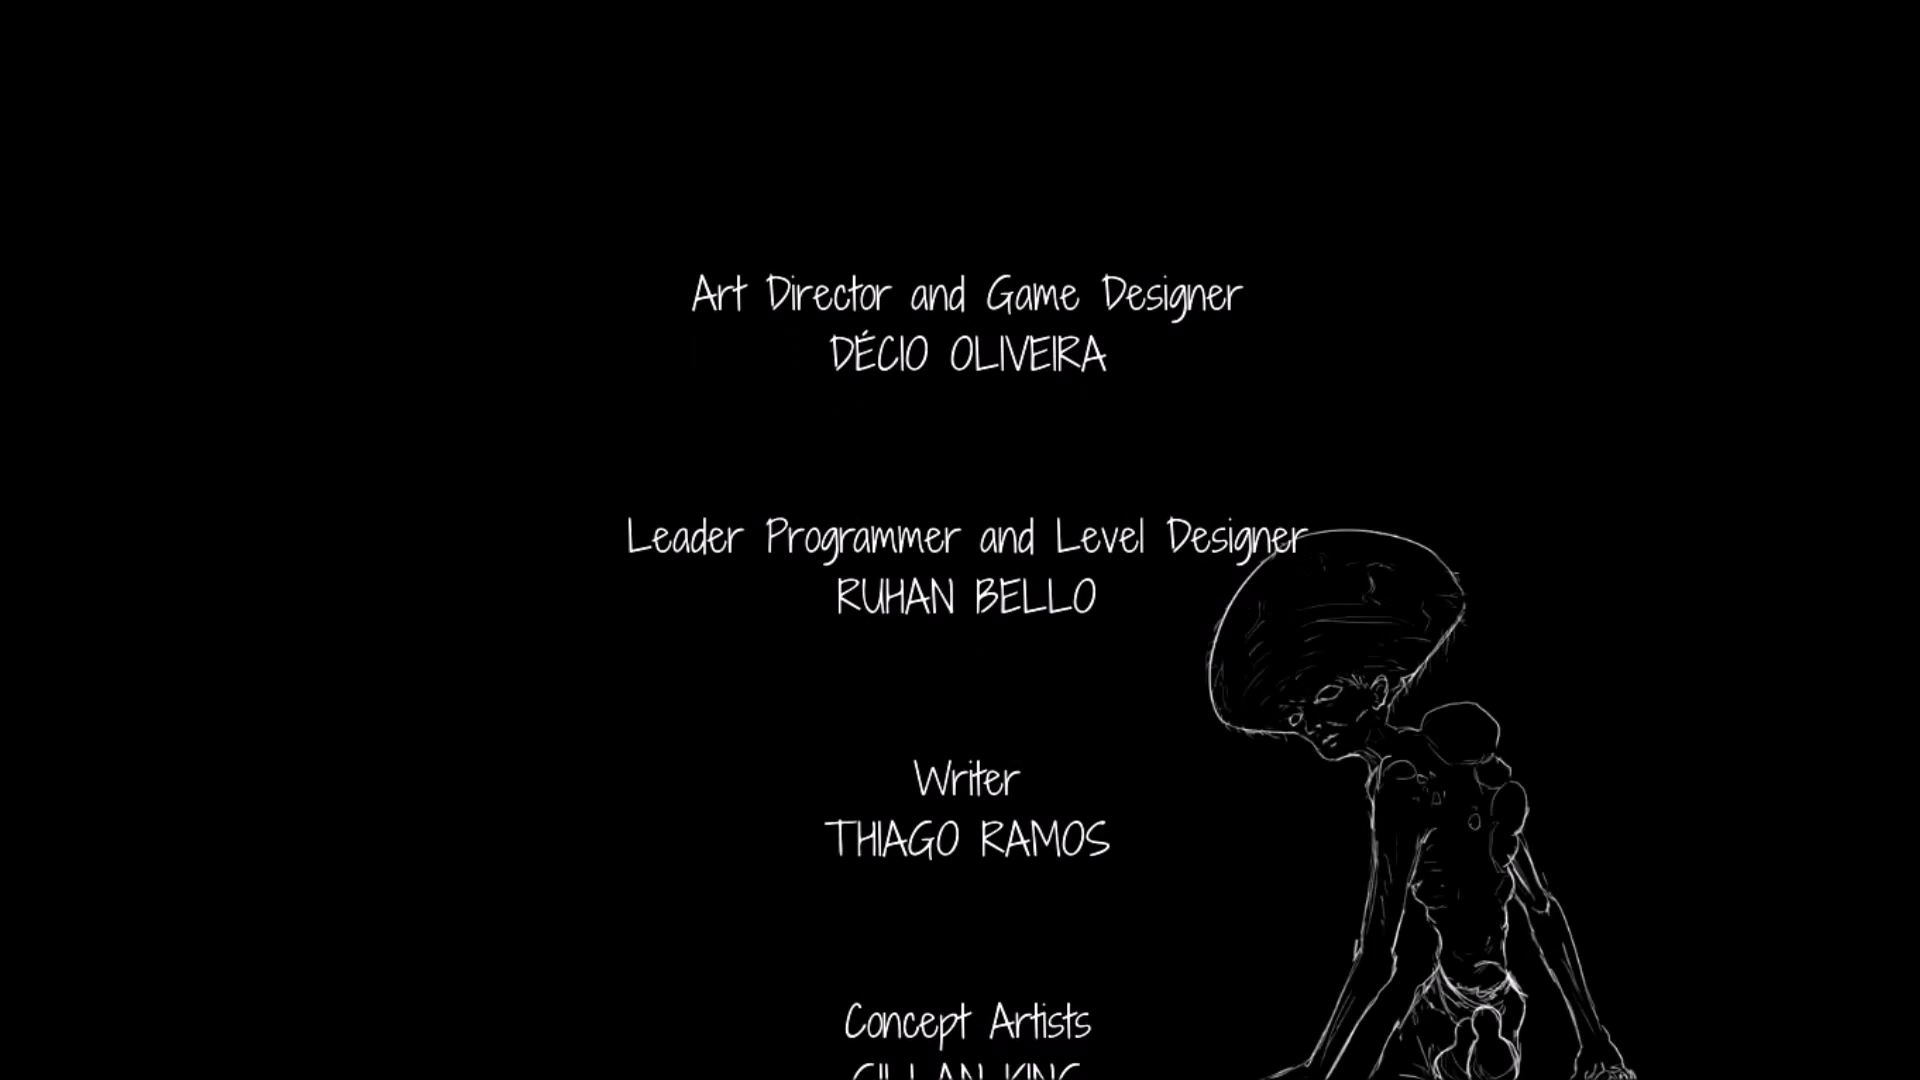 Art Director and Game Designer
DÉCIO OLIVEIRA
Leader Programmer and Level Designer
RUHAN BELLO
Writer
THIAGO RAMOS
Concept Artists